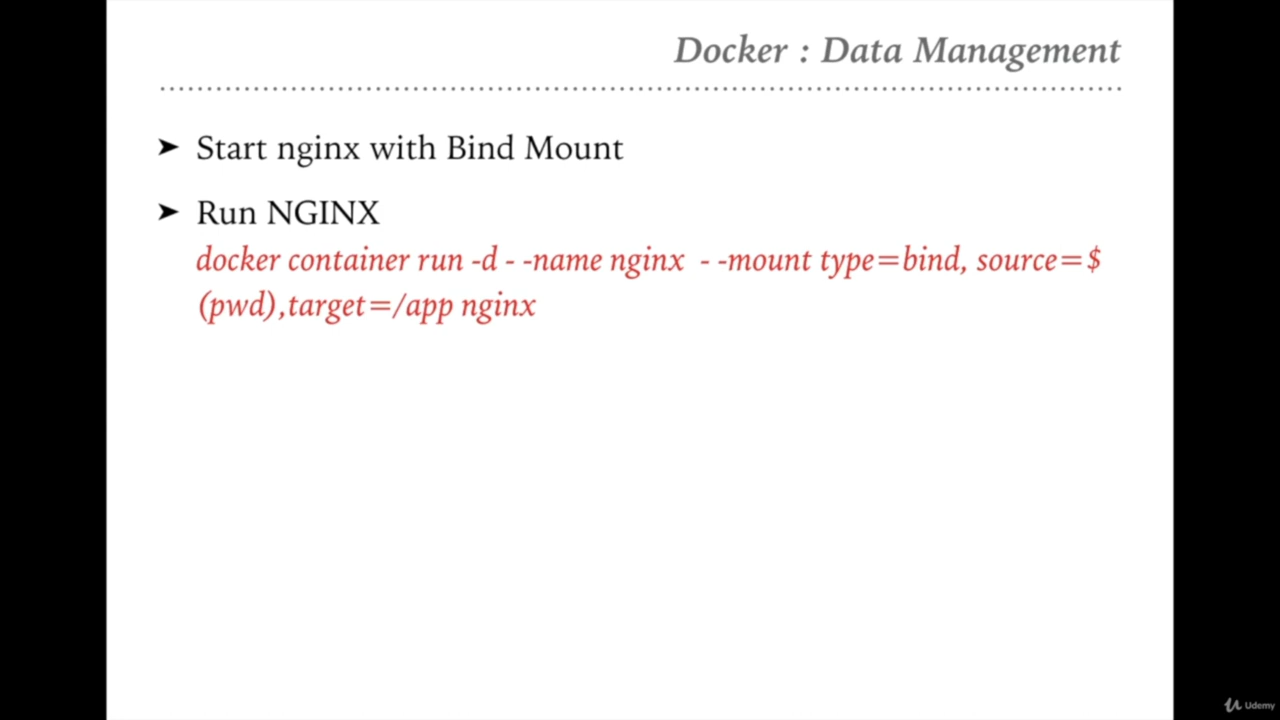 Docker : Data Management
➤ Start nginx with Bind Mount
➤ Run NGINX
docker container run -d - -name nginx - -mount type=bind, source=$
(pwd),target=/app nginx
Udemy